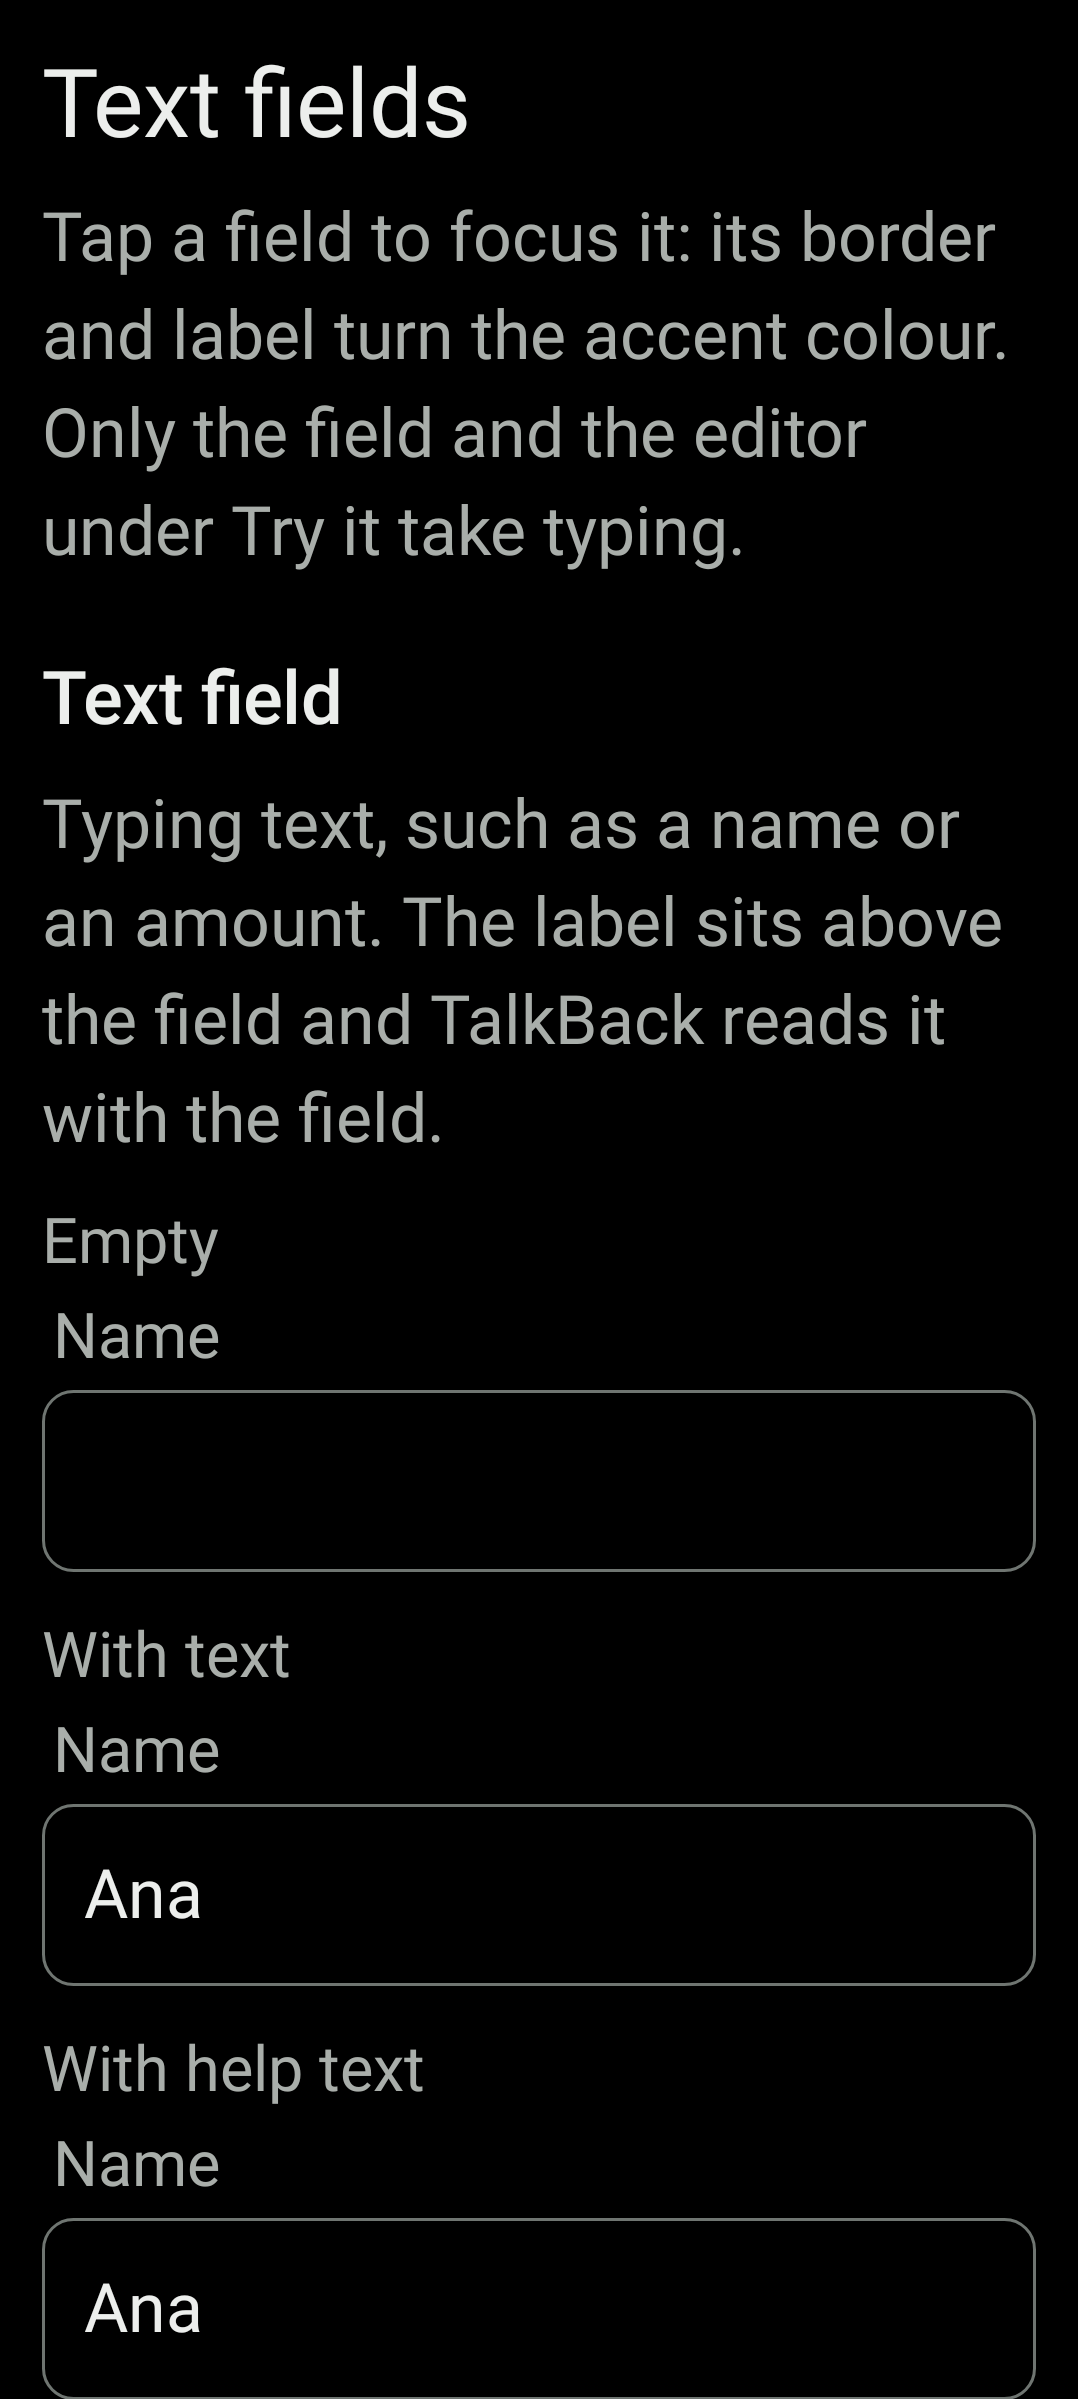 Text fields
Tap a field to focus it: its border
and label turn the accent colour.
Only the field and the editor
under Try it take typing.
Text field
Typing text, such as a name or
an amount. The label sits above
the field and TalkBack reads it
with the field.
Empty
Name
With text
Name
Ana
With help text
Name
Ana